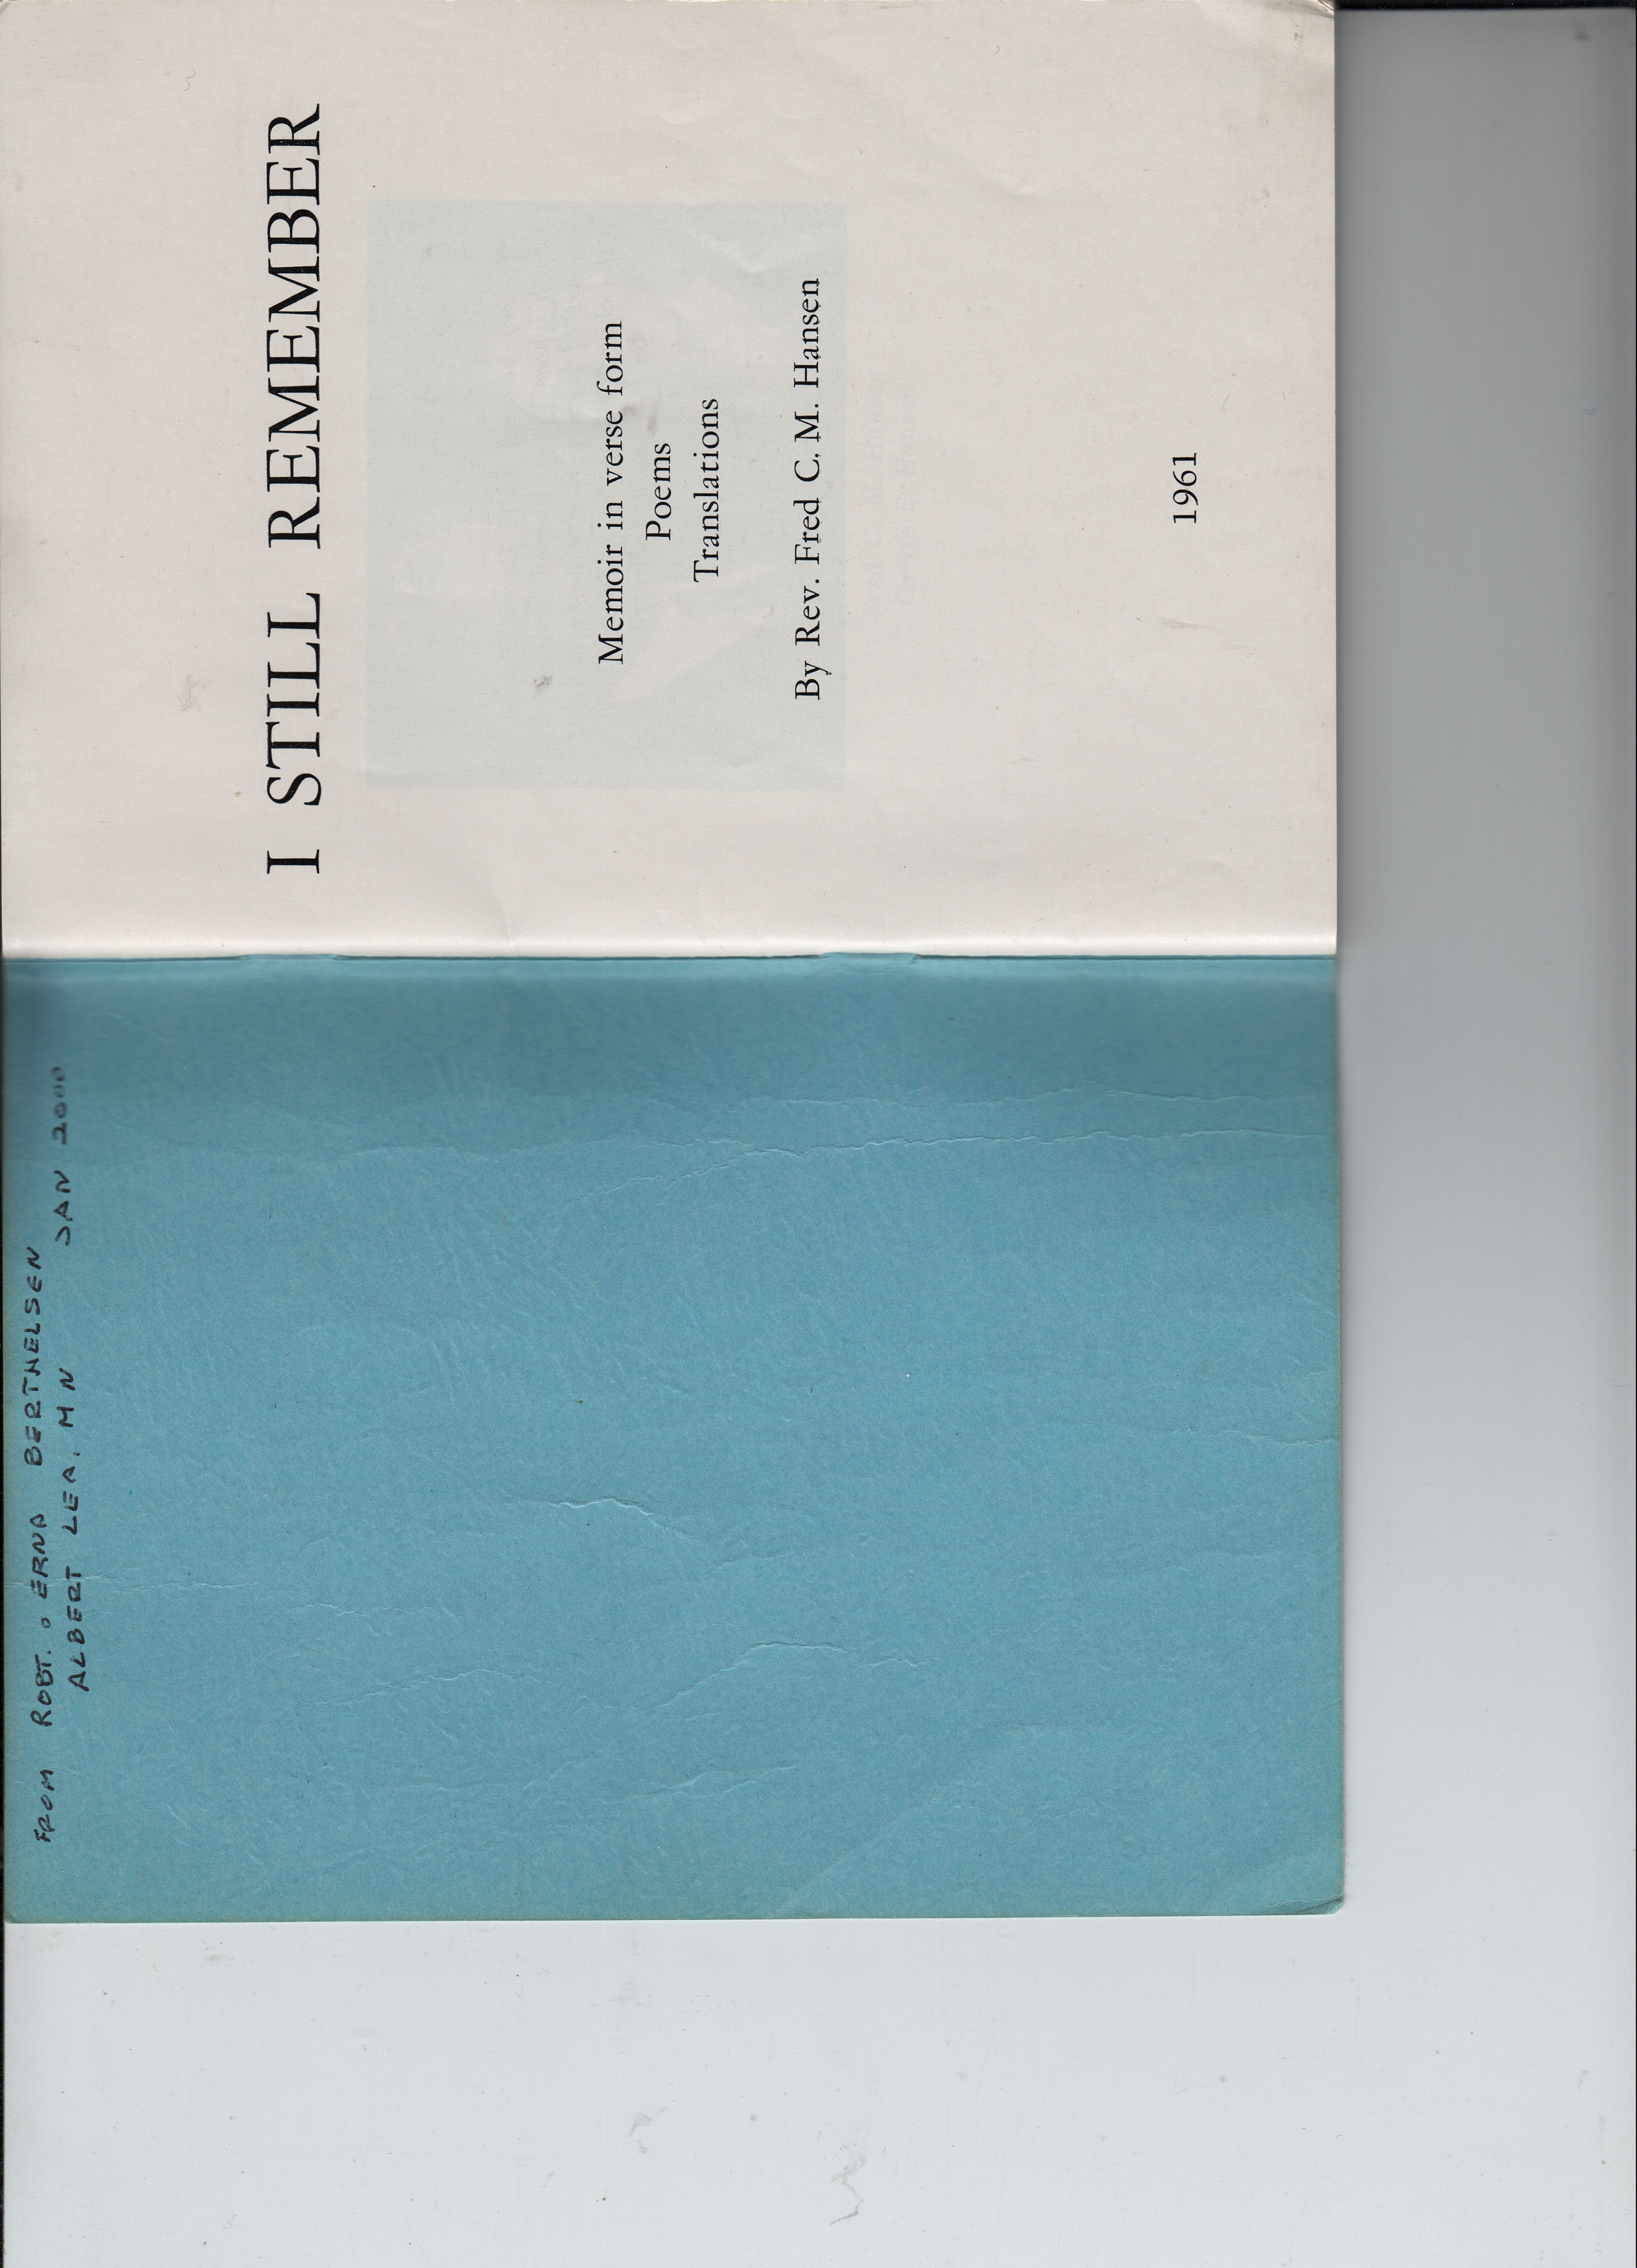 FROM ROBT. o ERNA BERTHELSEN
ALBERT LEA, MN JAN 2000
I STILL REMEMBER
Memoir in verse form
Poems
Translations
By Rev. Fred C. M. Hansen
1961